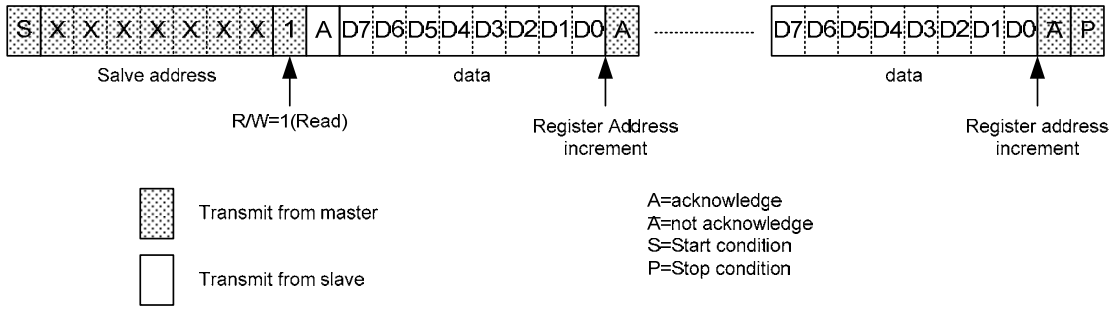 S X X X X X X X 1 A D7 D6 D5 D4 D3 D2 D1 D0 A D7 D6 D5 D4 D3 D2 D1 D0 A̅ P
Salve address
data
data
R/W=1(Read)
Register Address
increment
Register address
increment
Transmit from master
Transmit from slave
A=acknowledge
A̅=not acknowledge
S=Start condition
P=Stop condition